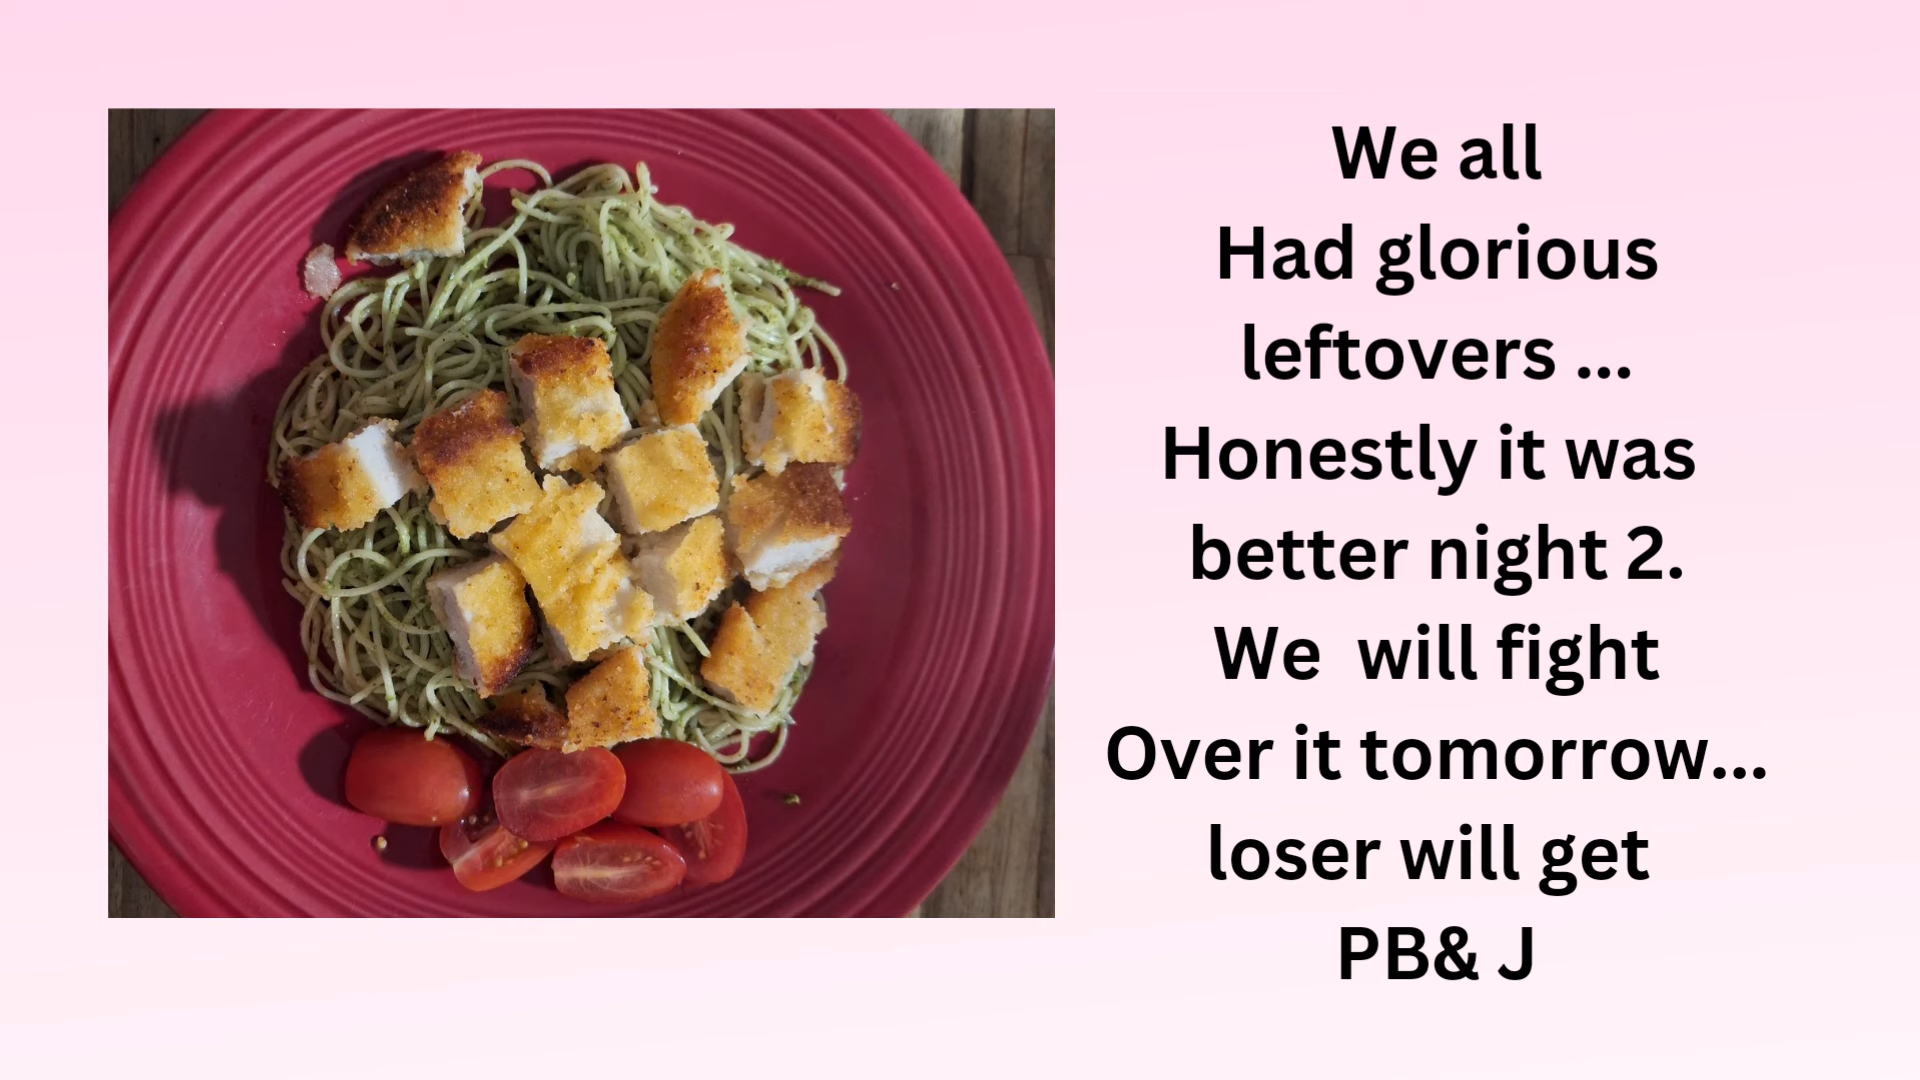 We all
Had glorious
leftovers ...
Honestly it was
better night 2.
We  will fight
Over it tomorrow...
loser will get
PB& J